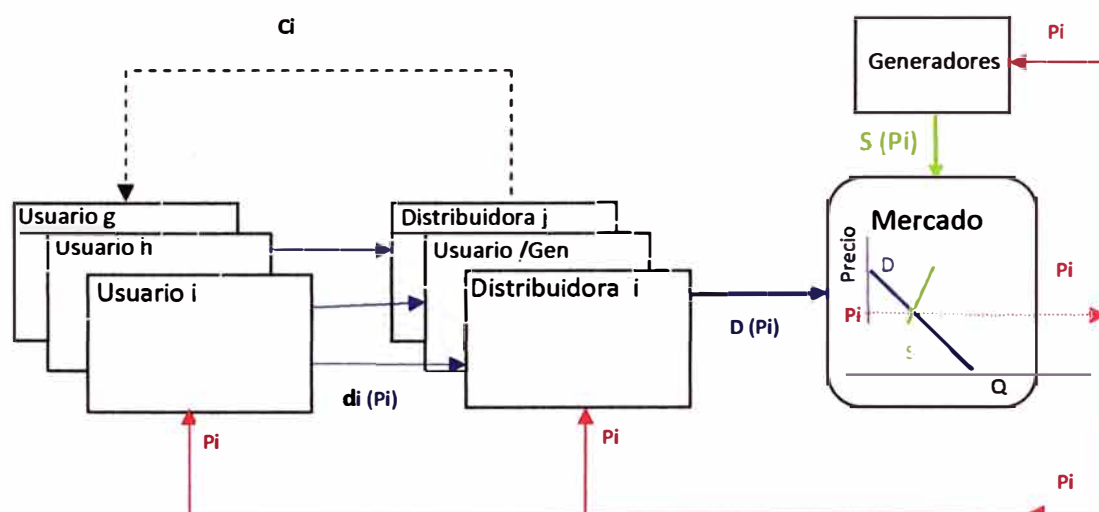 Ci
Pi
Generadores
S (Pi)
Usuario g
Usuario h
Usuario i
Distribuidora j
Usuario /Gen
Distribuidora i
Mercado
Precio
D
Pi
S
Q
Pi
D (Pi)
di (Pi)
Pi
Pi
Pi